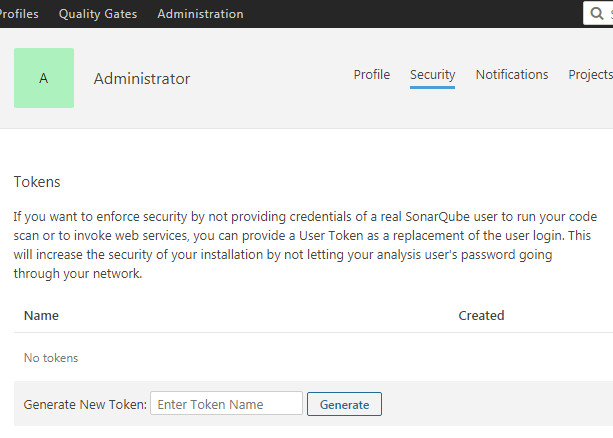 Profiles Quality Gates Administration
A Administrator Profile Security Notifications Projects
Tokens
If you want to enforce security by not providing credentials of a real SonarQube user to run your code
scan or to invoke web services, you can provide a User Token as a replacement of the user login. This
will increase the security of your installation by not letting your analysis user's password going
through your network.
Name Created
No tokens
Generate New Token: Enter Token Name Generate